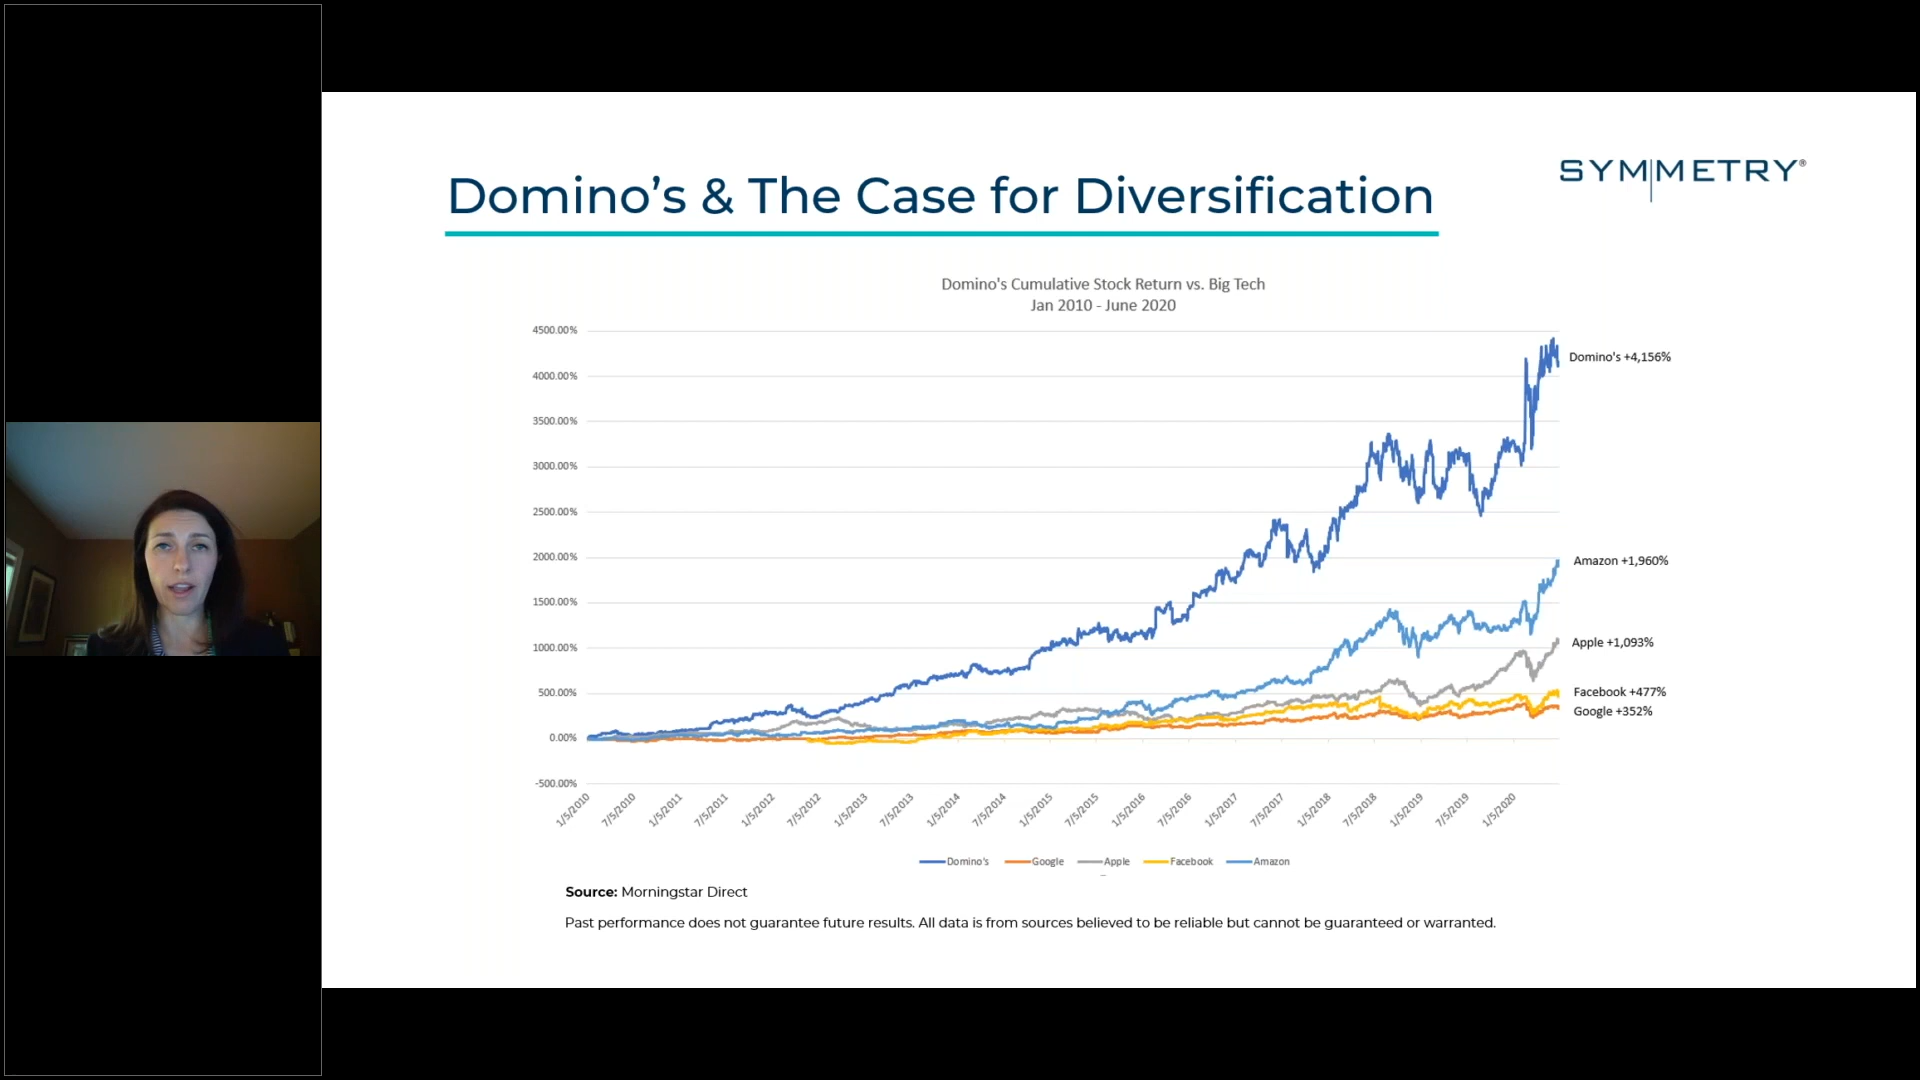 SYMMETRY®
Domino's & The Case for Diversification
Domino's Cumulative Stock Return vs. Big Tech
Jan 2010 - June 2020
4500.00%
4000.00%
3500.00%
3000.00%
2500.00%
2000.00%
1500.00%
1000.00%
500.00%
0.00%
-500.00%
Domino's +4,156%
Amazon +1,960%
Apple +1,093%
Facebook +477%
Google +352%
1/5/2010
7/5/2010
1/5/2011
7/5/2011
1/5/2012
7/5/2012
1/5/2013
7/5/2013
1/5/2014
7/5/2014
1/5/2015
7/5/2015
1/5/2016
7/5/2016
1/5/2017
7/5/2017
1/5/2018
7/5/2018
1/5/2019
7/5/2019
1/5/2020
Domino's Google Apple Facebook Amazon
Source: Morningstar Direct
Past performance does not guarantee future results. All data is from sources believed to be reliable but cannot be guaranteed or warranted.